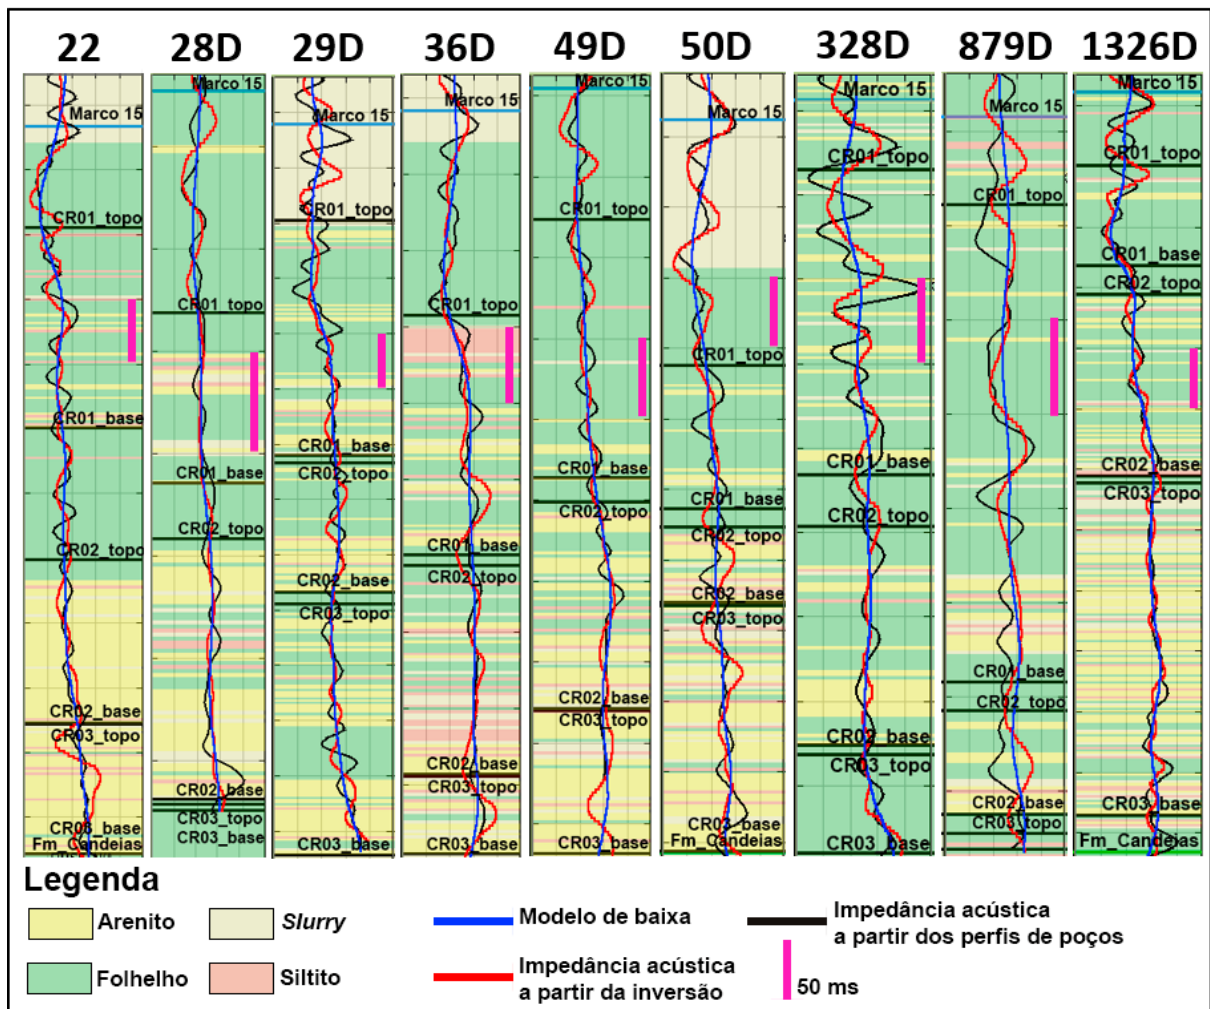 22 28D 29D 36D 49D 50D 328D 879D 1326D
Marco 15
CR01_topo
CR01_base
CR02_topo
CR02_base
CR03_topo
CR03_base
Fm_Candeias
Marco 15
CR01_topo
CR01_base
CR02_topo
CR02_base
CR03_topo
CR03_base
Marco 15
CR01_topo
CR01_base
CR02_topo
CR02_base
CR03_topo
CR03_base
Marco 15
CR01_topo
CR01_base
CR02_topo
CR02_base
CR03_topo
CR03_base
Marco 15
CR01_topo
CR01_base
CR02_topo
CR02_base
CR03_topo
CR03_base
Marco 15
CR01_topo
CR01_base
CR02_topo
CR02_base
CR03_topo
CR03_base
Fm_Candeias
Marco 15
CR01_topo
CR01_base
CR02_topo
CR02_base
CR03_topo
CR03_base
Marco 15
CR01_topo
CR01_base
CR02_topo
CR02_base
CR03_topo
Marco 15
CR01_topo
CR01_base
CR02_topo
CR02_base
CR03_topo
CR03_base
Fm_Candeias
Legenda
Arenito
Slurry
Folhelho
Siltito
Modelo de baixa
Impedância acústica
a partir da inversão
Impedância acústica
a partir dos perfis de poços
50 ms